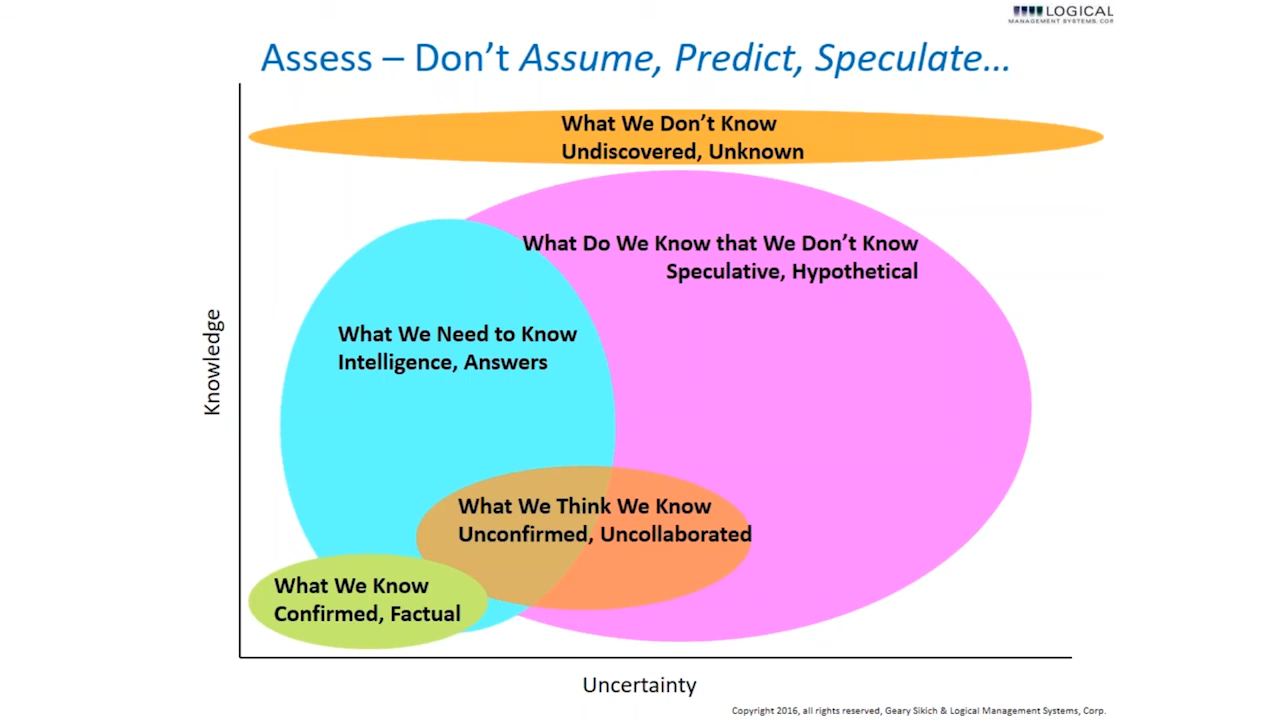 LOGICAL
MANAGEMENT SYSTEMS, COR
Assess – Don’t Assume, Predict, Speculate…
What We Don’t Know
Undiscovered, Unknown
What Do We Know that We Don’t Know
Speculative, Hypothetical
What We Need to Know
Intelligence, Answers
Knowledge
What We Think We Know
Unconfirmed, Uncollaborated
What We Know
Confirmed, Factual
Uncertainty
Copyright 2016, all rights reserved, Geary Sikich & Logical Management Systems, Corp.